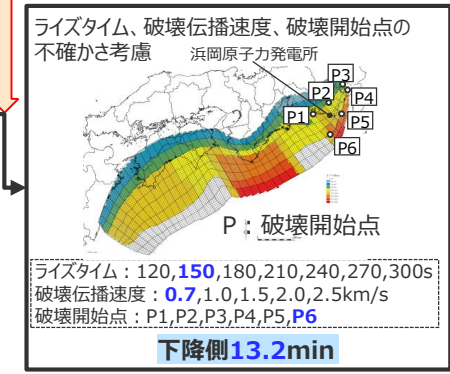 ライズタイム、破壊伝播速度、破壊開始点の
不確かさ考慮
浜岡原子力発電所
P3
P2
P4
P1
P5
P6
P：破壊開始点
ライズタイム：120,150,180,210,240,270,300s
破壊伝播速度：0.7,1.0,1.5,2.0,2.5km/s
破壊開始点：P1,P2,P3,P4,P5,P6
下降側13.2min